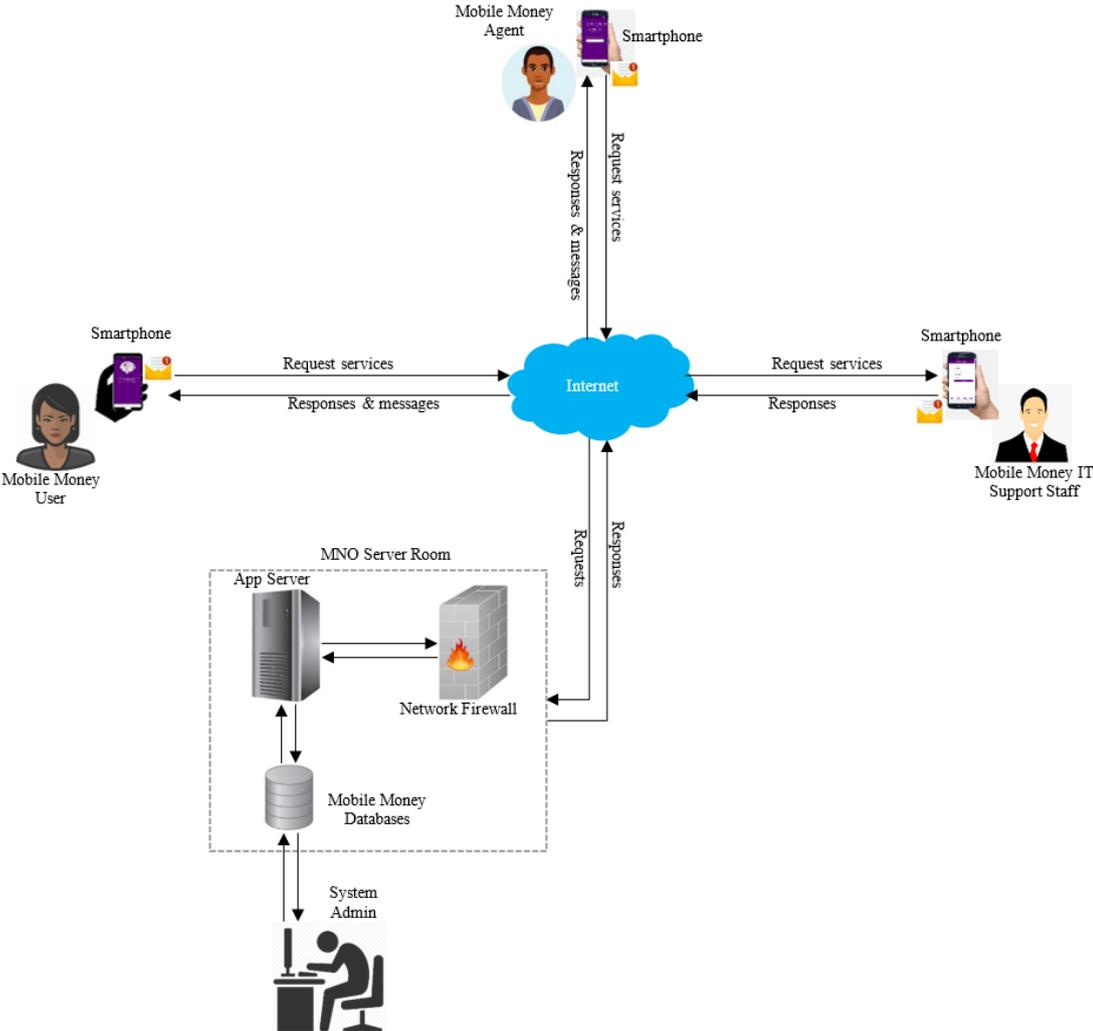 Mobile Money
Agent
Smartphone
Responses & messages
Request services
Smartphone
Request services
Responses & messages
Internet
Request services
Responses
Smartphone
Mobile Money
User
Mobile Money IT
Support Staff
Requests
Responses
MNO Server Room
App Server
Network Firewall
Mobile Money
Databases
System
Admin